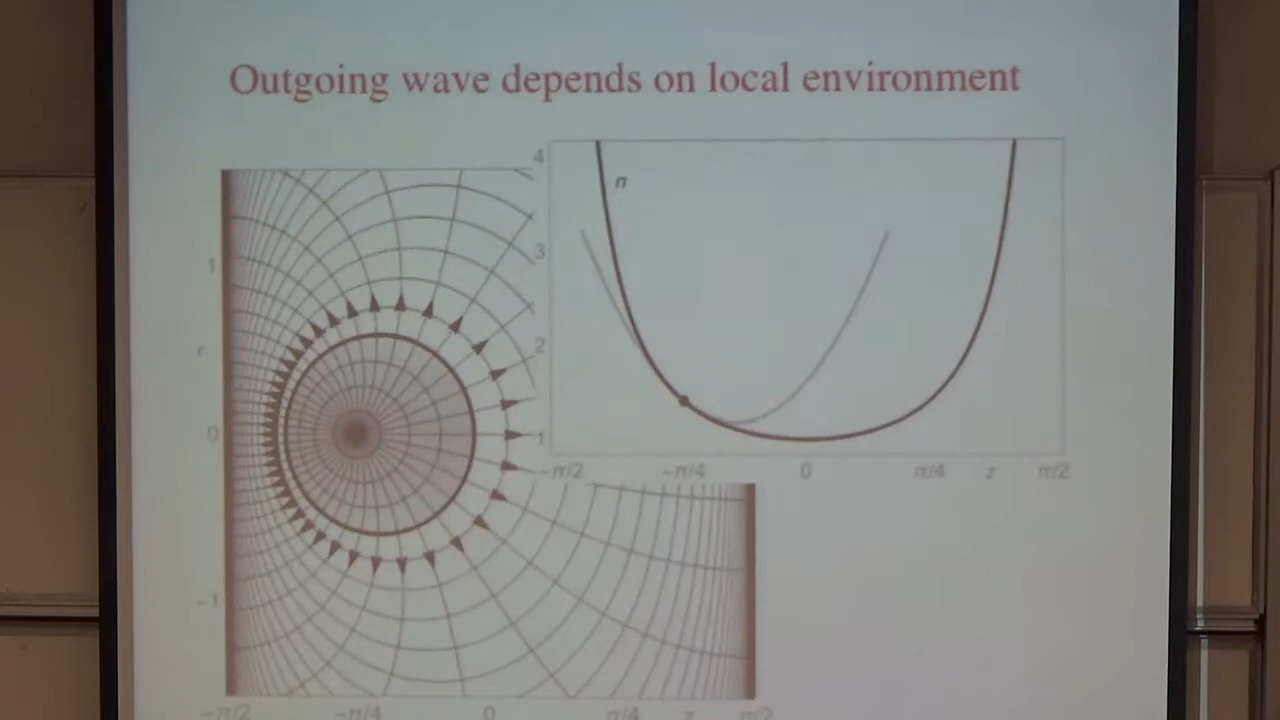 Outgoing wave depends on local environment
4
n
3
2
1
-π/2 -π/4 0 π/4 z π/2
1
r
0
-1
-π/2 -π/4 0 π/4 z π/2